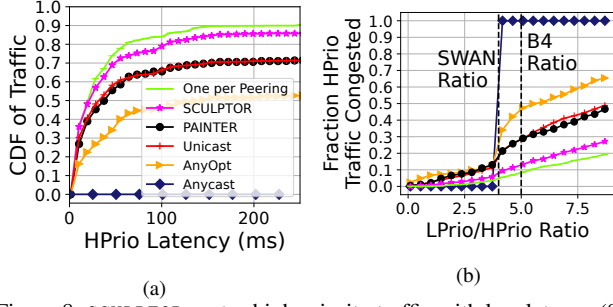 CDF of Traffic
1.0
0.9
0.8
0.7
0.6
0.5
0.4
0.3
0.2
0.1
0.0
0
100
200
HPrio Latency (ms)
One per Peering
SCULPTOR
PAINTER
Unicast
AnyOpt
Anycast
(a)
Fraction HPrio
Traffic Congested
1.0
0.9
0.8
0.7
0.6
0.5
0.4
0.3
0.2
0.1
0.0
SWAN
Ratio
B4
Ratio
0.0
2.5
5.0
7.5
LPrio/HPrio Ratio
(b)